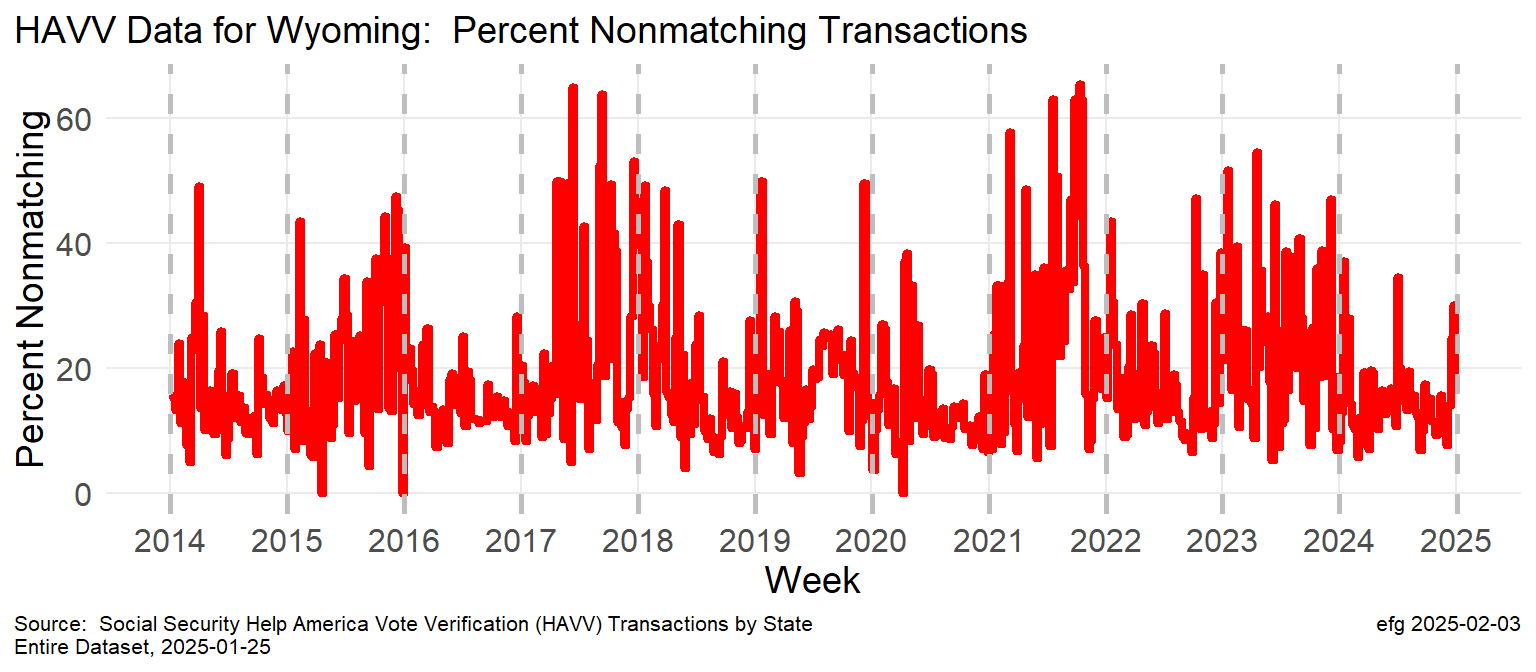 HAVV Data for Wyoming:  Percent Nonmatching Transactions
Percent Nonmatching
60
40
20
0
2014 2015 2016 2017 2018 2019 2020 2021 2022 2023 2024 2025
Week
Source:  Social Security Help America Vote Verification (HAVV) Transactions by State
Entire Dataset, 2025-01-25
efg 2025-02-03